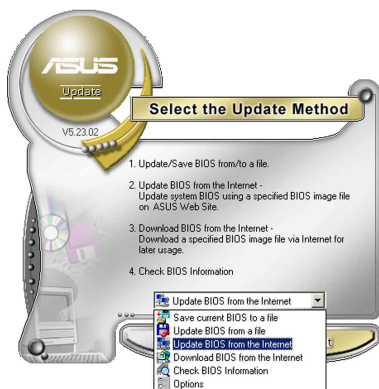 ASUS
Update
V5.23.02
Select the Update Method
1. Update/Save BIOS from/to a file.
2. Update BIOS from the Internet -
Update system BIOS using a specified BIOS image file
on ASUS Web Site.
3. Download BIOS from the Internet -
Download a specified BIOS image file via Internet for
later usage.
4. Check BIOS Information
Update BIOS from the Internet
Save current BIOS to a file
Update BIOS from a file
Update BIOS from the Internet
Download BIOS from the Internet
Check BIOS Information
Options